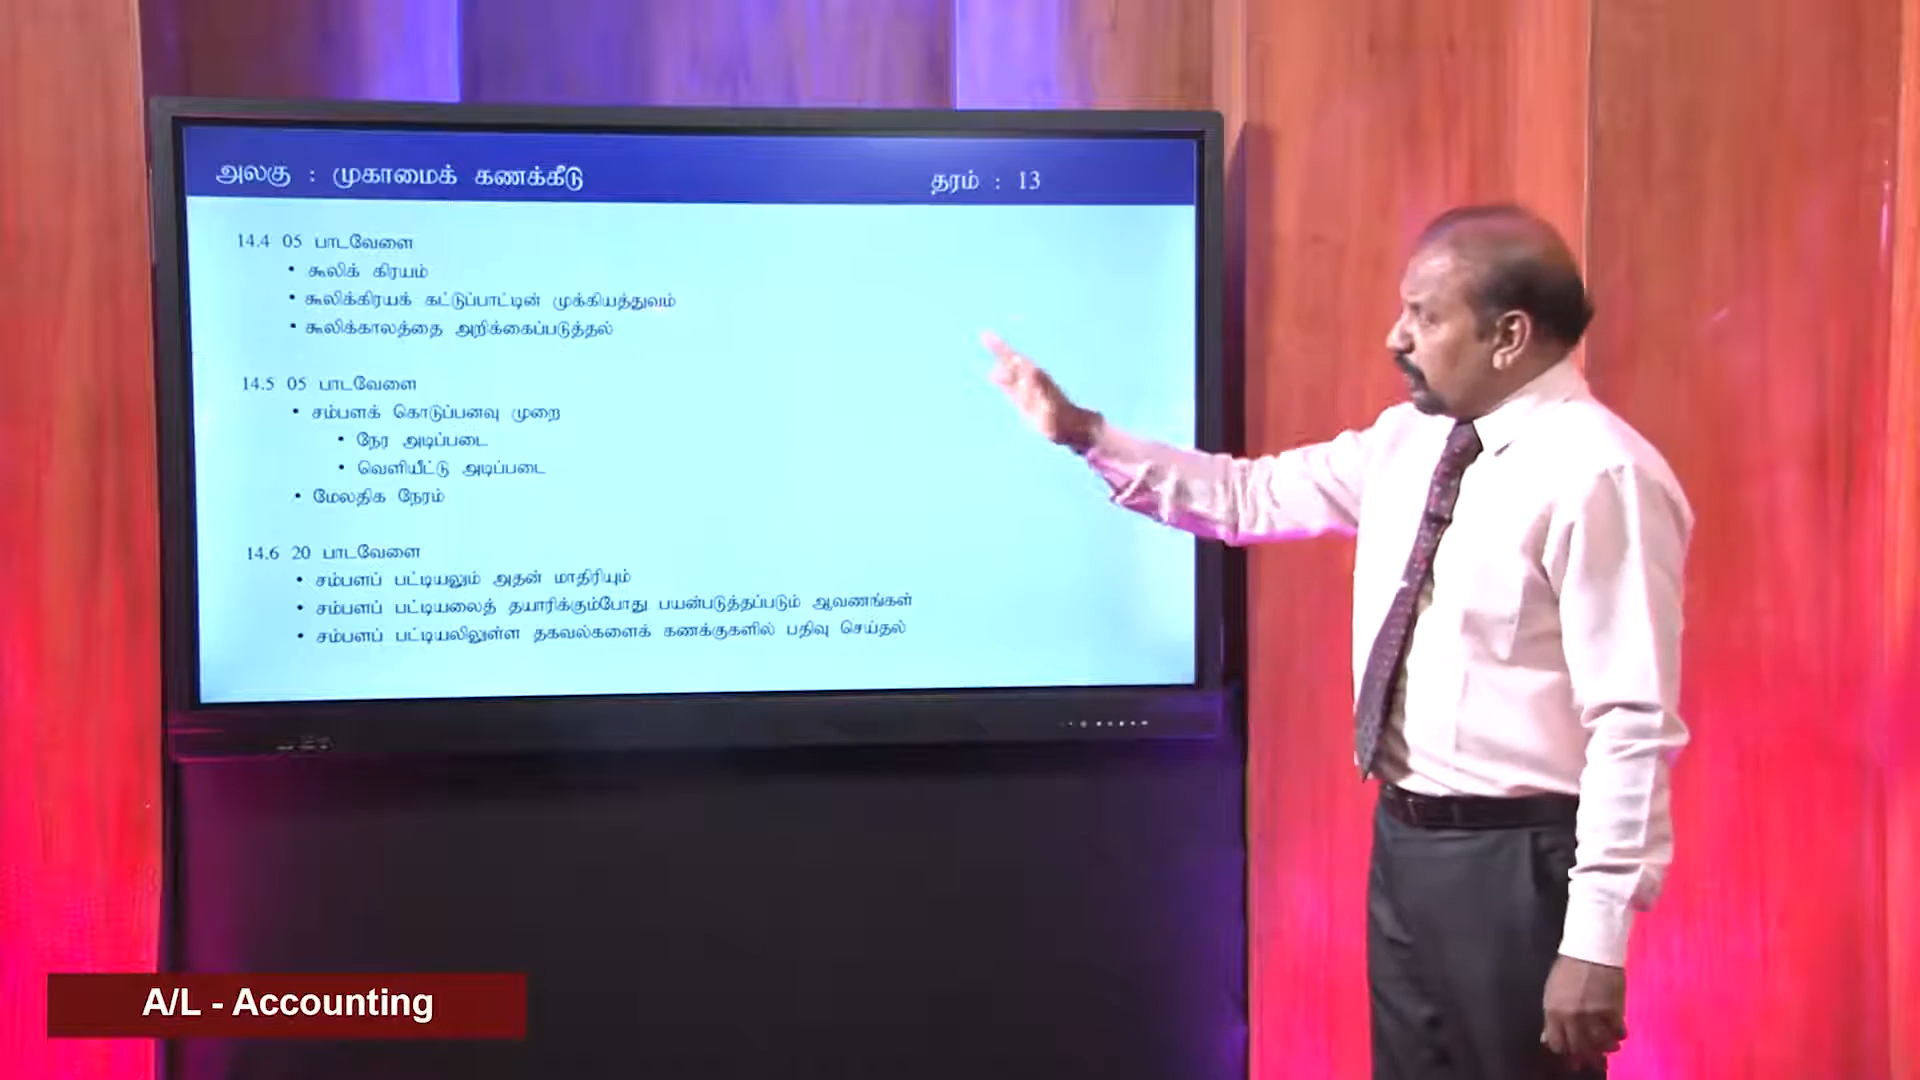 அலகு : முகாமைக் கணக்கீடு தரம் : 13
14.4 05 பாடவேளை
• கூலிக் கிரயம்
• கூலிக்கிரயக் கட்டுப்பாட்டின் முக்கியத்துவம்
• கூலிக்காலத்தை அறிக்கைப்படுத்தல்
14.5 05 பாடவேளை
• சம்பளக் கொடுப்பனவு முறை
• நேர அடிப்படை
• வெளியீட்டு அடிப்படை
• மேலதிக நேரம்
14.6 20 பாடவேளை
• சம்பளப் பட்டியலும் அதன் மாதிரியும்
• சம்பளப் பட்டியலைத் தயாரிக்கும்போது பயன்படுத்தப்படும் ஆவணங்கள்
• சம்பளப் பட்டியலிலுள்ள தகவல்களைக் கணக்குகளில் பதிவு செய்தல்
A/L - Accounting